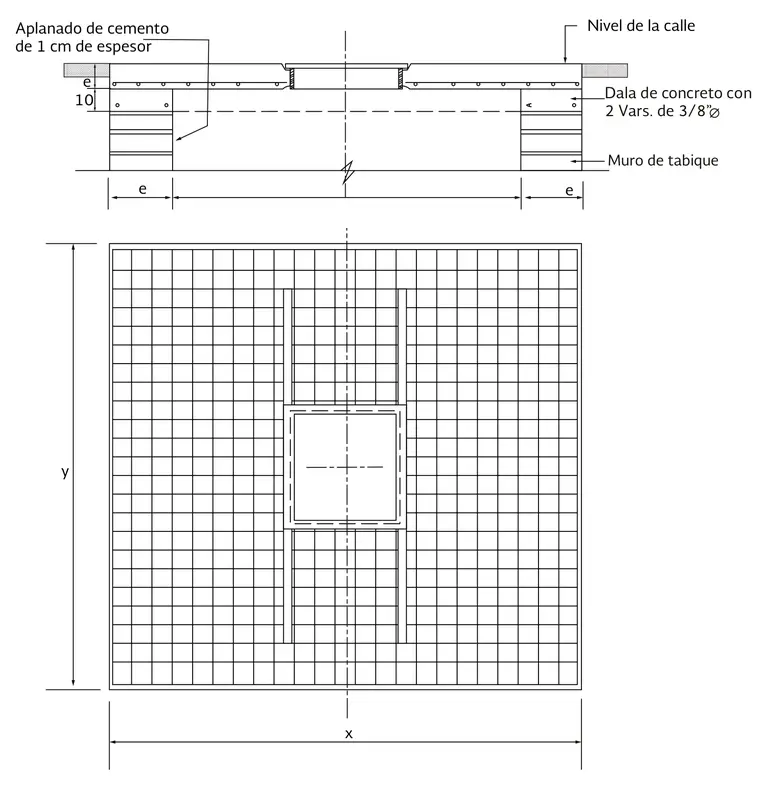 Aplanado de cemento
de 1 cm de espesor
Nivel de la calle
e
10
Dala de concreto con
2 Vars. de 3/8"⌀
Muro de tabique
e
e
y
x